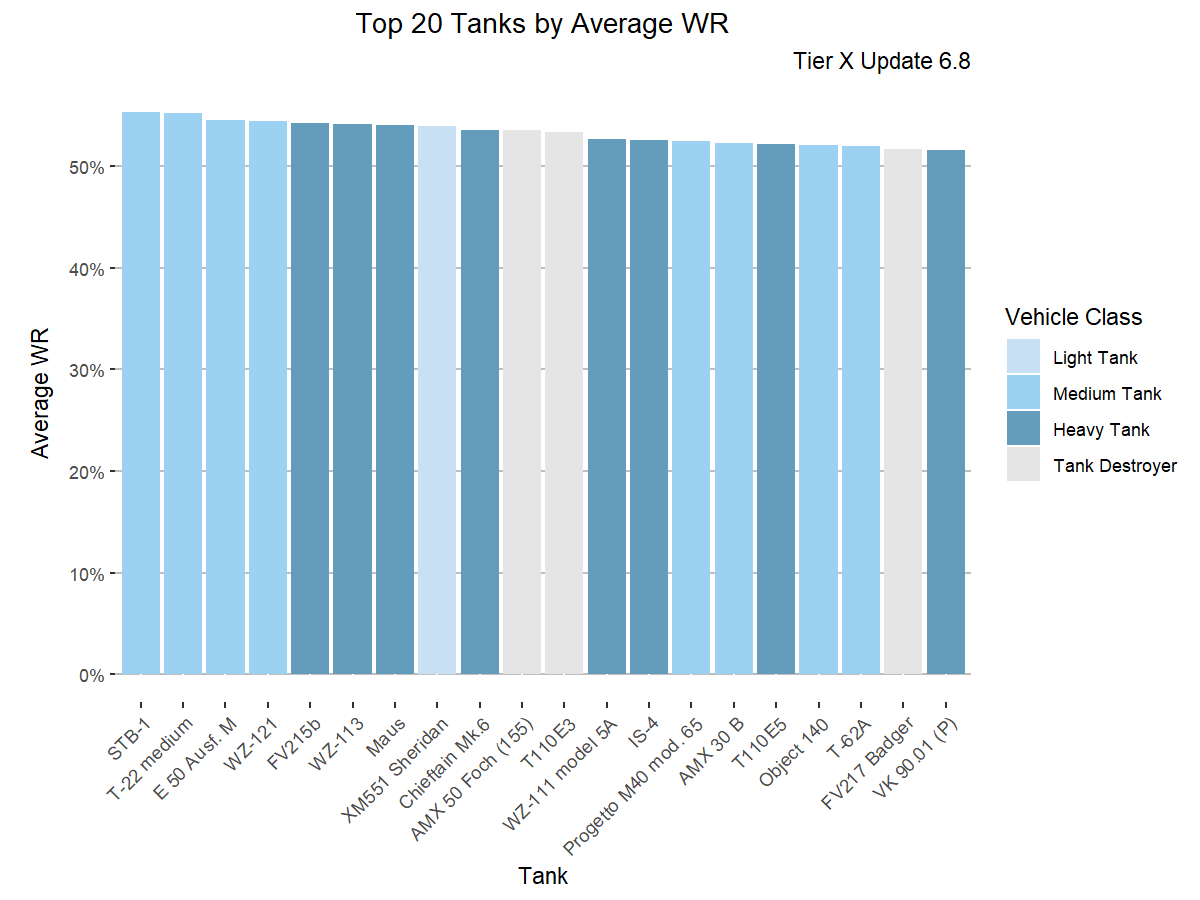 Top 20 Tanks by Average WR
Tier X Update 6.8
Average WR
50%
40%
30%
20%
10%
0%
STB-1
T-22 medium
E 50 Ausf. M
WZ-121
FV215b
WZ-113
Maus
XM551 Sheridan
Chieftain Mk.6
AMX 50 Foch (155)
T110E3
WZ-111 model 5A
IS-4
Progetto M40 mod. 65
AMX 30 B
T110E5
Object 140
T-62A
FV217 Badger
VK 90.01 (P)
Tank
Vehicle Class
Light Tank
Medium Tank
Heavy Tank
Tank Destroyer